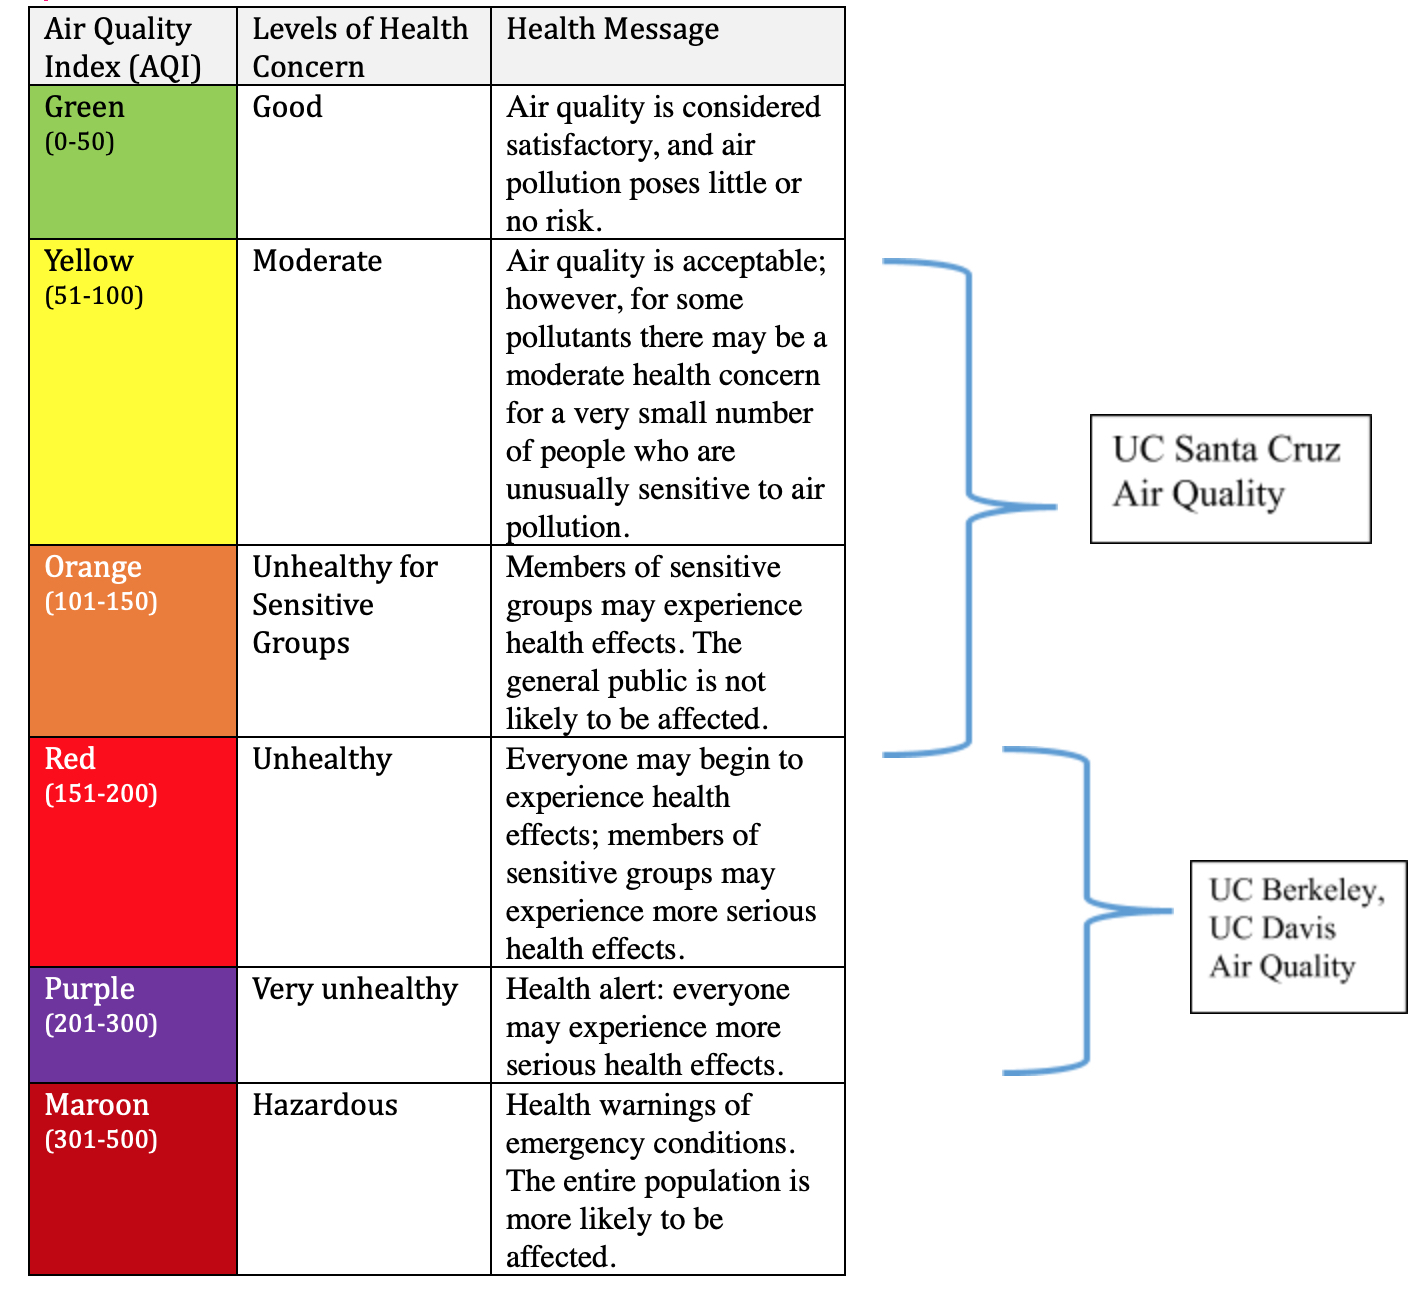 Air Quality
Index (AQI)
Levels of Health
Concern
Health Message
Green
(0-50)
Good
Air quality is considered
satisfactory, and air
pollution poses little or
no risk.
Yellow
(51-100)
Moderate
Air quality is acceptable;
however, for some
pollutants there may be a
moderate health concern
for a very small number
of people who are
unusually sensitive to air
pollution.
Orange
(101-150)
Unhealthy for
Sensitive
Groups
Members of sensitive
groups may experience
health effects. The
general public is not
likely to be affected.
Red
(151-200)
Unhealthy
Everyone may begin to
experience health
effects; members of
sensitive groups may
experience more serious
health effects.
Purple
(201-300)
Very unhealthy
Health alert: everyone
may experience more
serious health effects.
Maroon
(301-500)
Hazardous
Health warnings of
emergency conditions.
The entire population is
more likely to be
affected.
UC Santa Cruz
Air Quality
UC Berkeley,
UC Davis
Air Quality